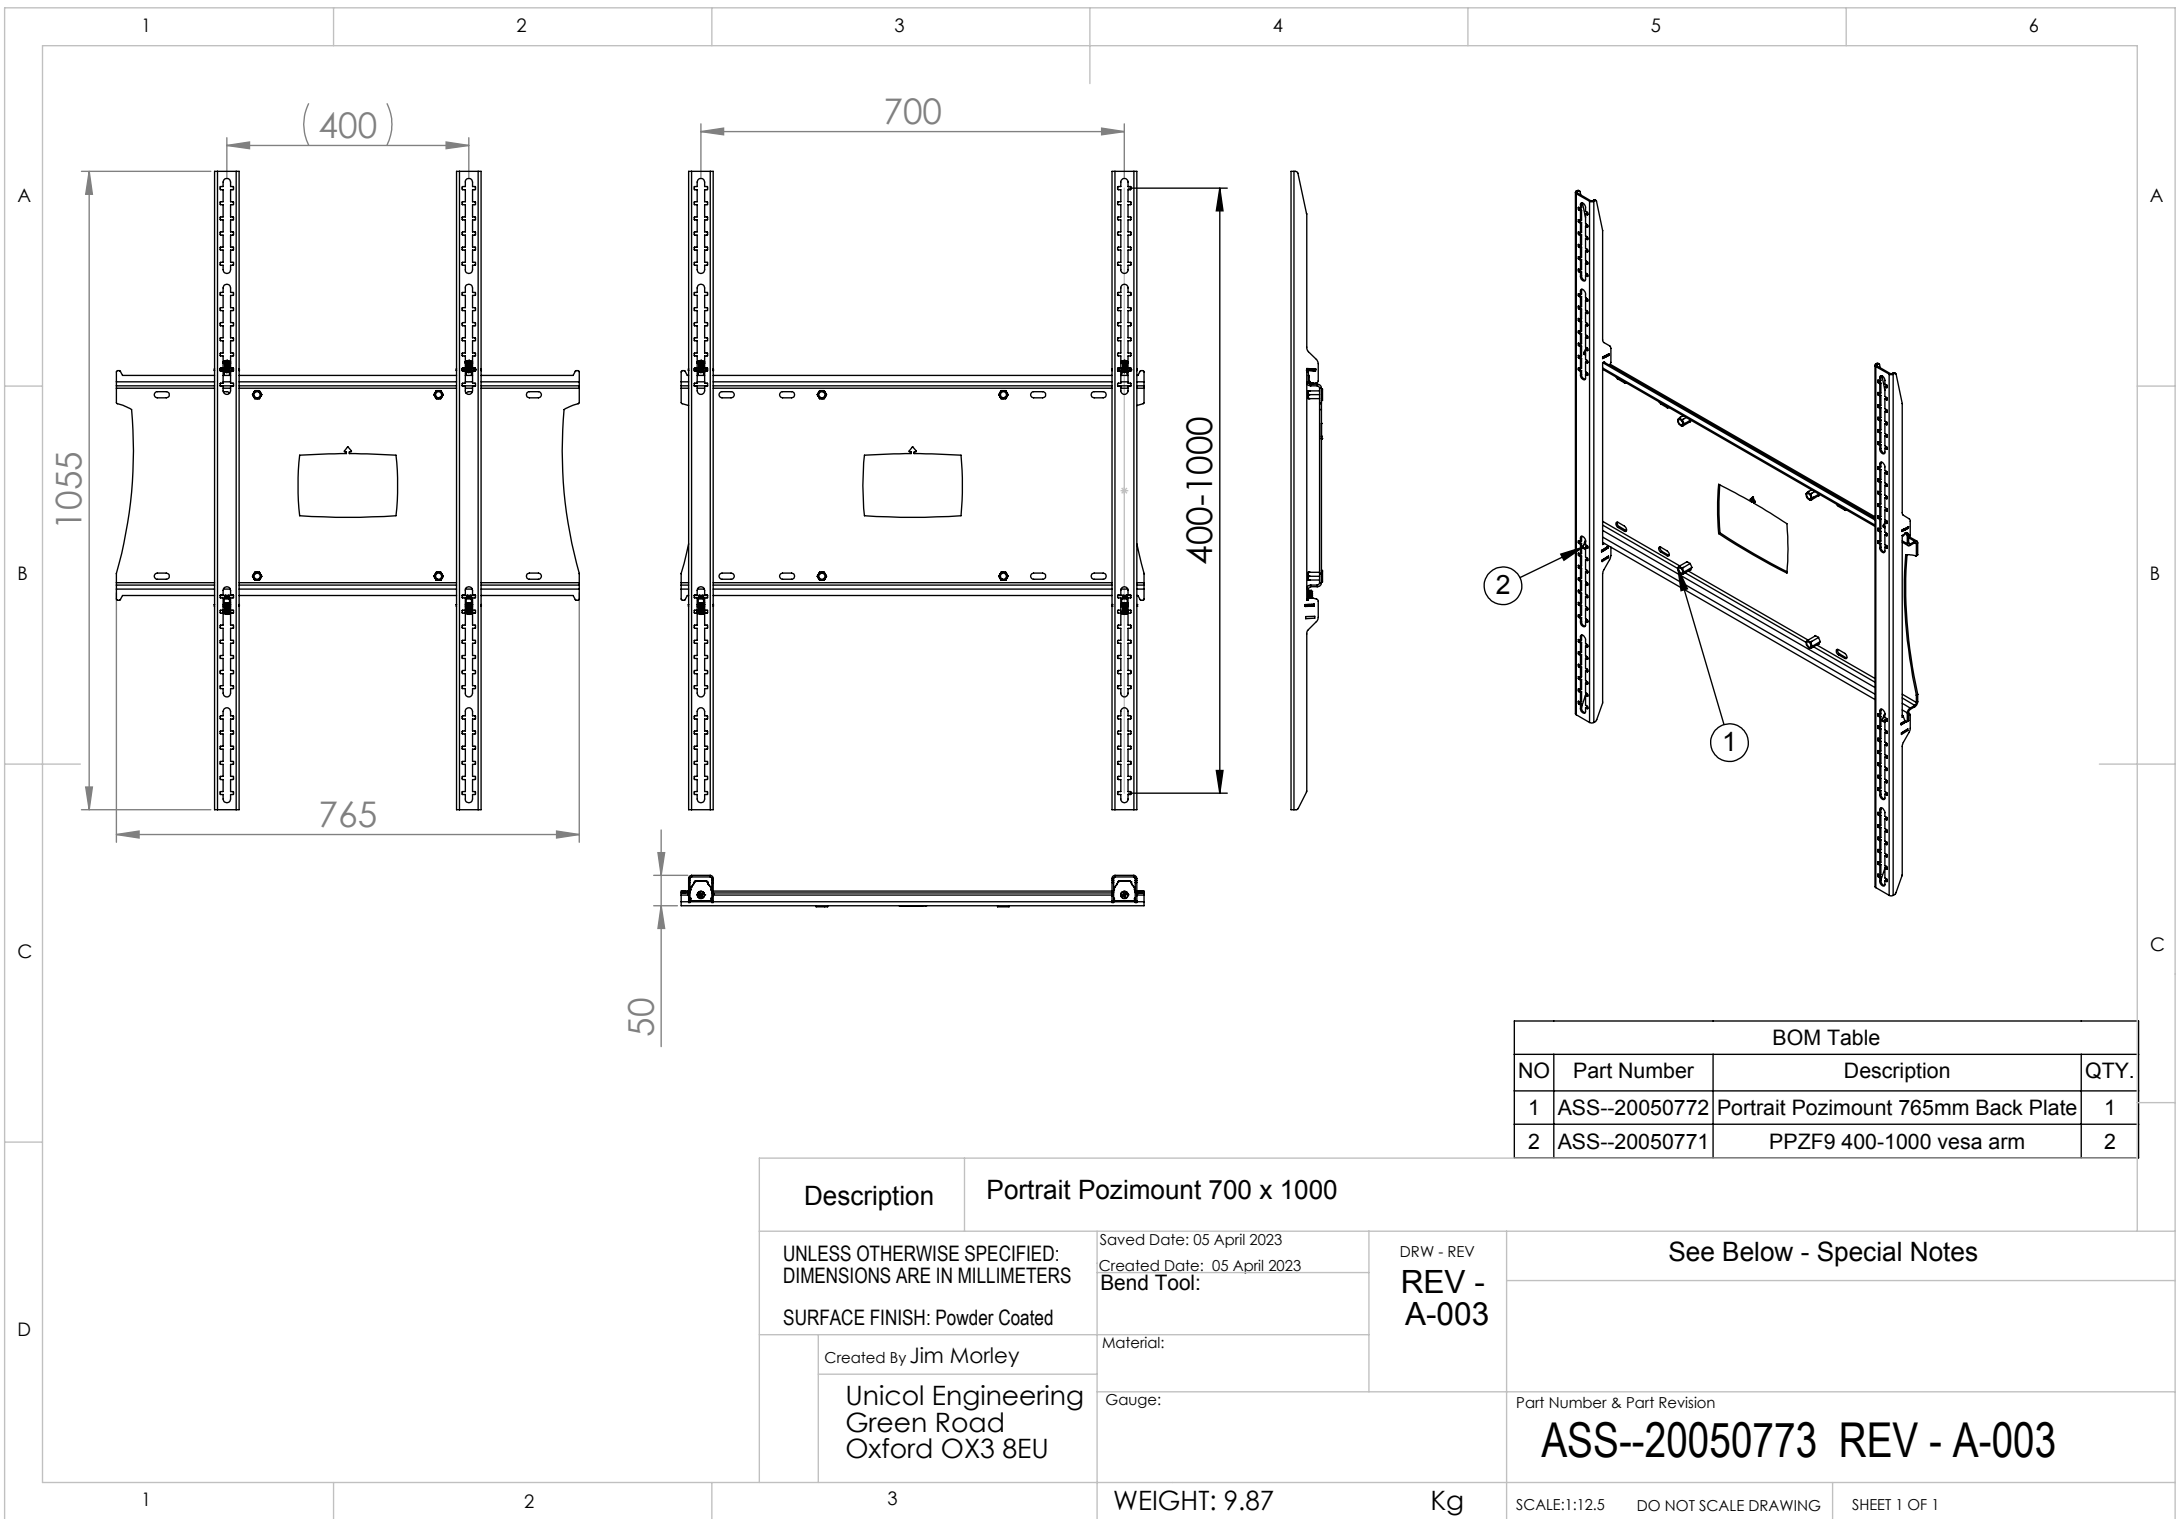 1 2 3 4 5 6
A A
B B
C C
D
(400)
700
1055
400-1000
765
50
2
1
BOM Table
NO Part Number Description QTY.
1 ASS--20050772 Portrait Pozimount 765mm Back Plate 1
2 ASS--20050771 PPZF9 400-1000 vesa arm 2
Description Portrait Pozimount 700 x 1000
UNLESS OTHERWISE SPECIFIED:
DIMENSIONS ARE IN MILLIMETERS
SURFACE FINISH: Powder Coated
Saved Date: 05 April 2023
Created Date: 05 April 2023
Bend Tool:
DRW - REV
REV -
A-003
See Below - Special Notes
Created By Jim Morley
Material:
Unicol Engineering
Green Road
Oxford OX3 8EU
Gauge:
Part Number & Part Revision
ASS--20050773 REV - A-003
1 2 3
WEIGHT: 9.87 Kg
SCALE:1:12.5 DO NOT SCALE DRAWING SHEET 1 OF 1